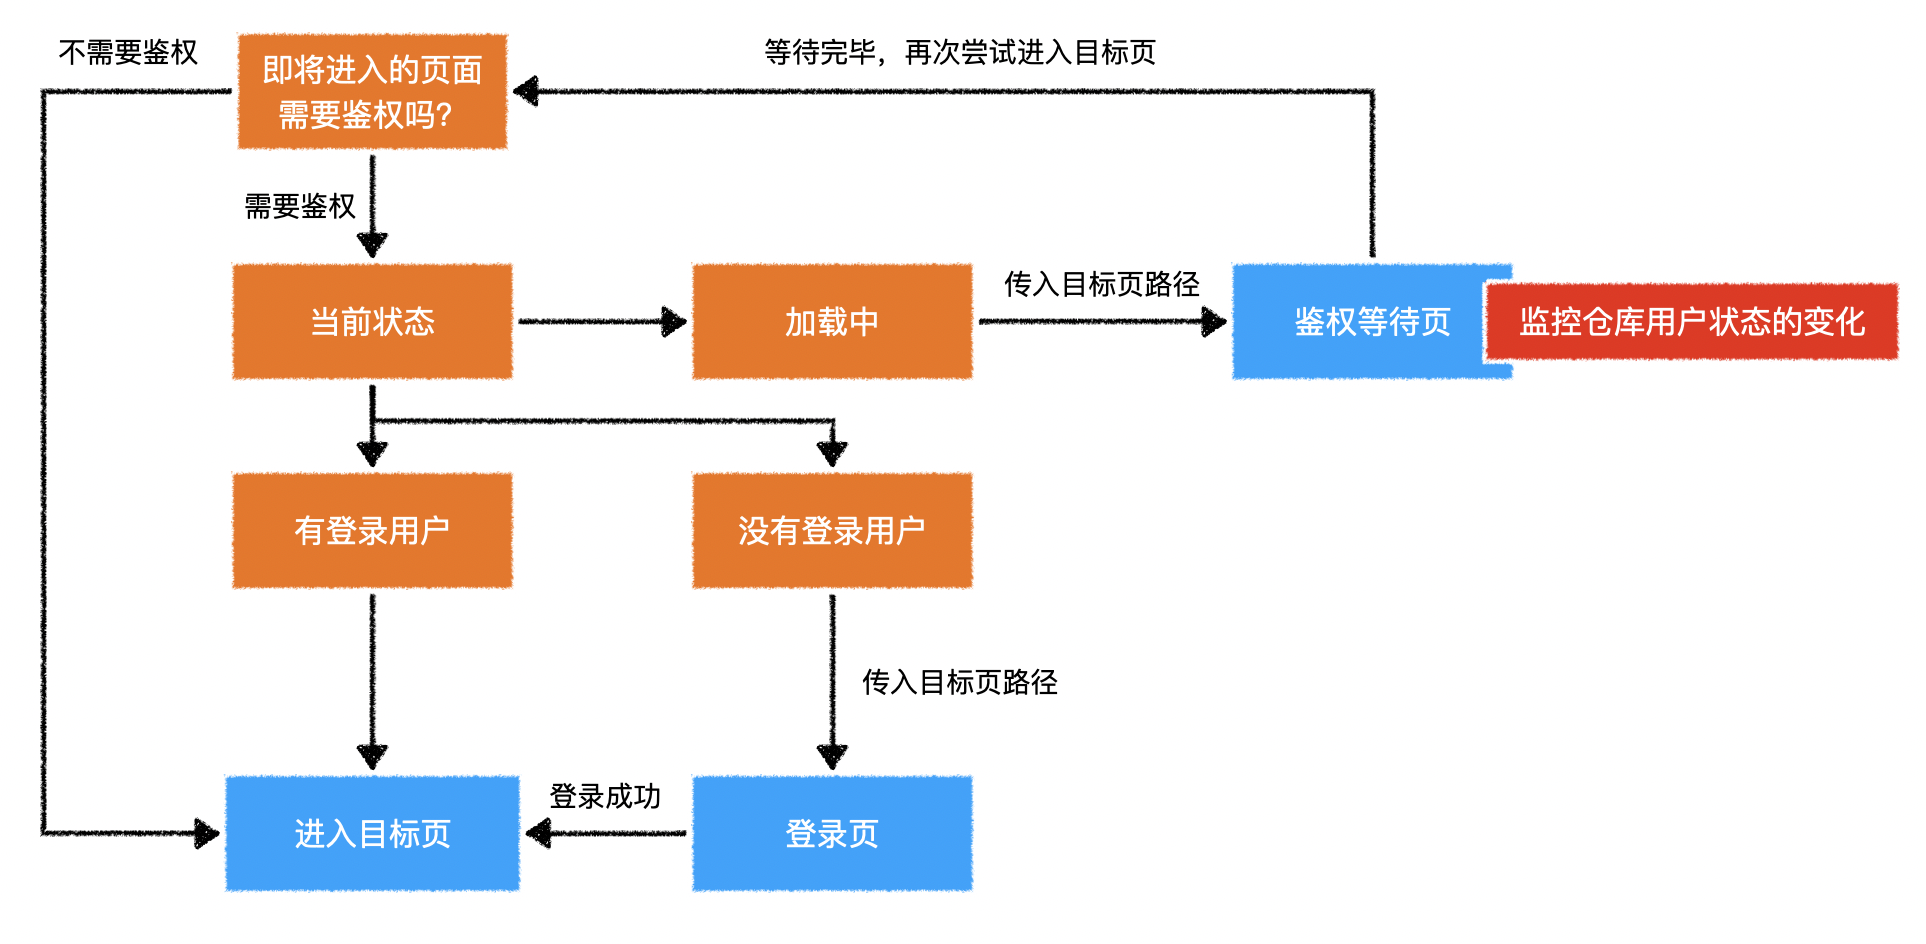 不需要鉴权
即将进入的页面
需要鉴权吗?
等待完毕，再次尝试进入目标页
需要鉴权
当前状态
加载中
传入目标页路径
鉴权等待页
监控仓库用户状态的变化
有登录用户
没有登录用户
传入目标页路径
进入目标页
登录成功
登录页